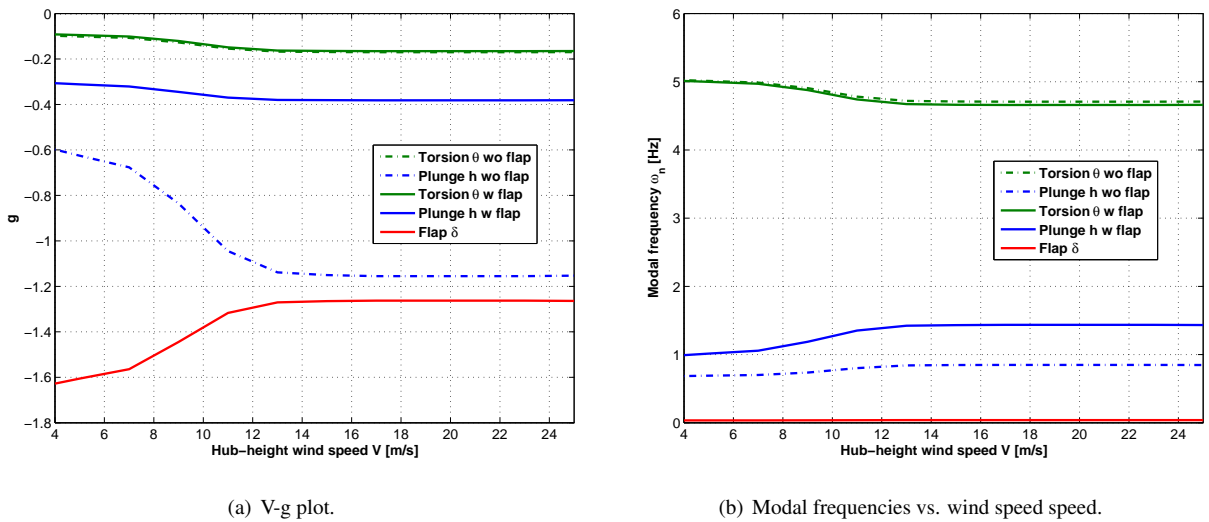 0
−0.2
−0.4
−0.6
−0.8
−1
−1.2
−1.4
−1.6
−1.8
g
4 6 8 10 12 14 16 18 20 22 24
Hub−height wind speed V [m/s]
Torsion θ wo flap
Plunge h wo flap
Torsion θ w flap
Plunge h w flap
Flap δ
(a) V-g plot.
6
5
4
3
2
1
0
Modal frequency ωn [Hz]
4 6 8 10 12 14 16 18 20 22 24
Hub−height wind speed V [m/s]
Torsion θ wo flap
Plunge h wo flap
Torsion θ w flap
Plunge h w flap
Flap δ
(b) Modal frequencies vs. wind speed speed.